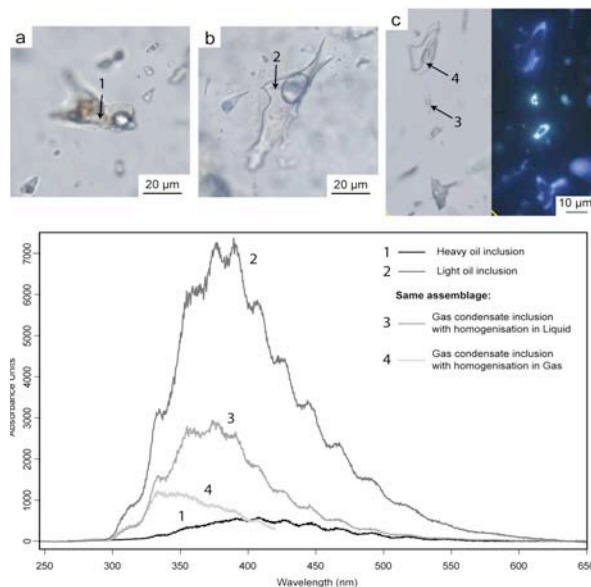 a
1
20 µm
b
2
20 µm
c
4
3
10 µm
7000
6000
5000
4000
3000
2000
1000
0
Absorbance Units
2
3
4
1
1 Heavy oil inclusion
2 Light oil inclusion
Same assemblage:
3 Gas condensate inclusion
with homogenisation in Liquid
4 Gas condensate inclusion
with homogenisation in Gas
250 300 350 400 450 500 550 600 650
Wavelength (nm)